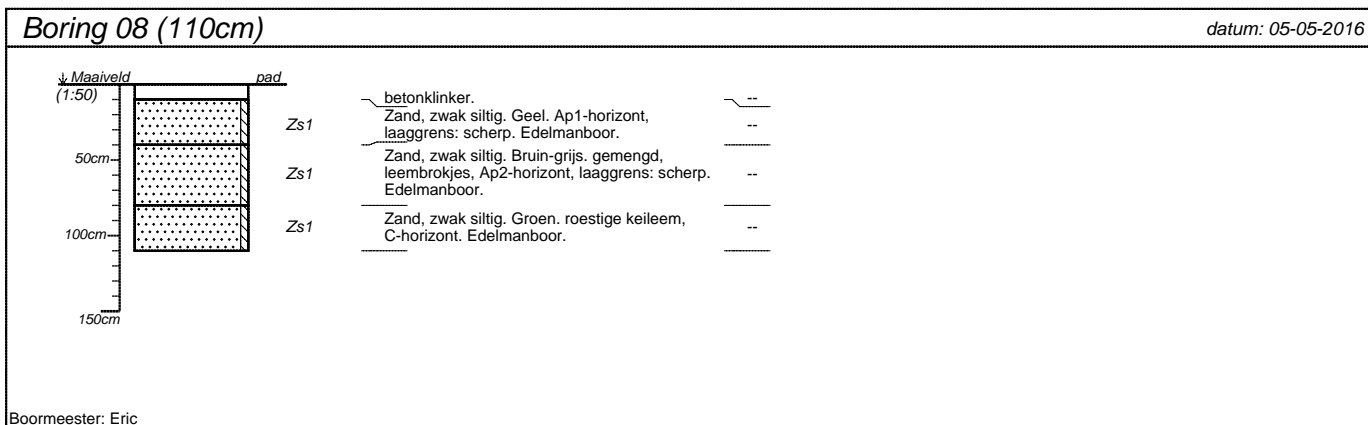 Boring 08 (110cm)
datum: 05-05-2016
Maaiveld
pad
(1:50)
betonklinker.
--
Zs1
Zand, zwak siltig. Geel. Ap1-horizont,
laaggrens: scherp. Edelmanboor.
--
50cm
Zs1
Zand, zwak siltig. Bruin-grijs. gemengd,
leembrokjes, Ap2-horizont, laaggrens: scherp.
Edelmanboor.
--
100cm
Zs1
Zand, zwak siltig. Groen. roestige keileem,
C-horizont. Edelmanboor.
--
150cm
Boormeester: Eric